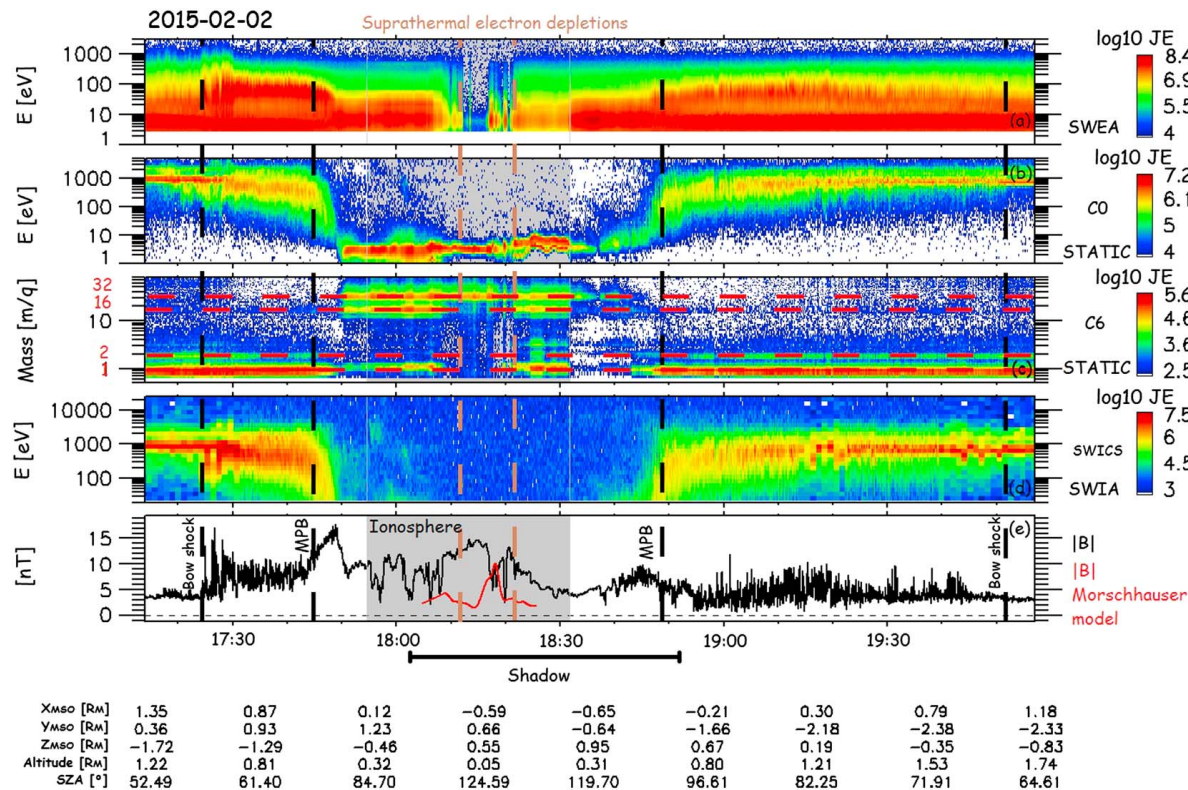 2015-02-02
Suprathermal electron depletions
E [eV]
1000
100
10
1
(a)
SWEA
log10 JE
8.4
6.9
5.5
4
E [eV]
1000
100
10
1
(b)
C0
STATIC
log10 JE
7.2
6.1
5.1
4
Mass [m/q]
32
16
10
2
1
(c)
C6
STATIC
log10 JE
5.6
4.6
3.6
2.5
E [eV]
10000
1000
100
(d)
SWICS
SWIA
log10 JE
7.5
6
4.5
3
[nT]
15
10
5
0
Bow shock
MPB
Ionosphere
MPB
Bow shock
(e)
|B|
|B|
Morschhauser
model
17:30 18:00 18:30 19:00 19:30
Shadow
XMSO [RM] 1.35 0.87 0.12 −0.59 −0.65 −0.21 0.30 0.79 1.18
YMSO [RM] 0.36 0.93 1.23 0.66 −0.64 −1.66 −2.18 −2.38 −2.33
ZMSO [RM] −1.72 −1.29 −0.46 0.55 0.95 0.67 0.19 −0.35 −0.83
Altitude [RM] 1.22 0.81 0.32 0.05 0.31 0.80 1.21 1.53 1.74
SZA [°] 52.49 61.40 84.70 124.59 119.70 96.61 82.25 71.91 64.61